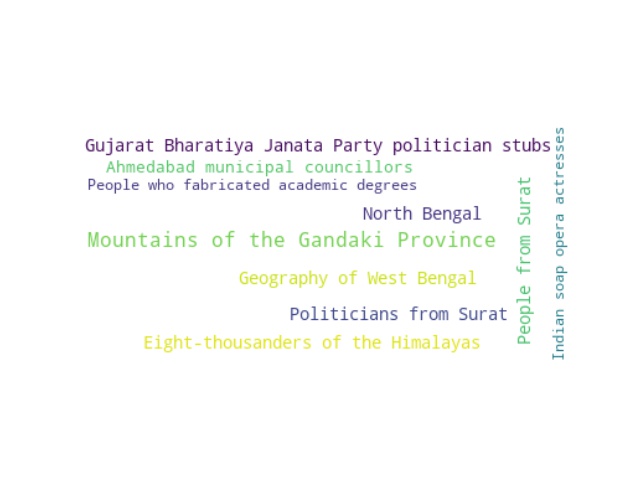 Gujarat Bharatiya Janata Party politician stubs
Ahmedabad municipal councillors
People who fabricated academic degrees
North Bengal
Mountains of the Gandaki Province
Geography of West Bengal
Politicians from Surat
Eight-thousanders of the Himalayas
People from Surat
Indian soap opera actresses